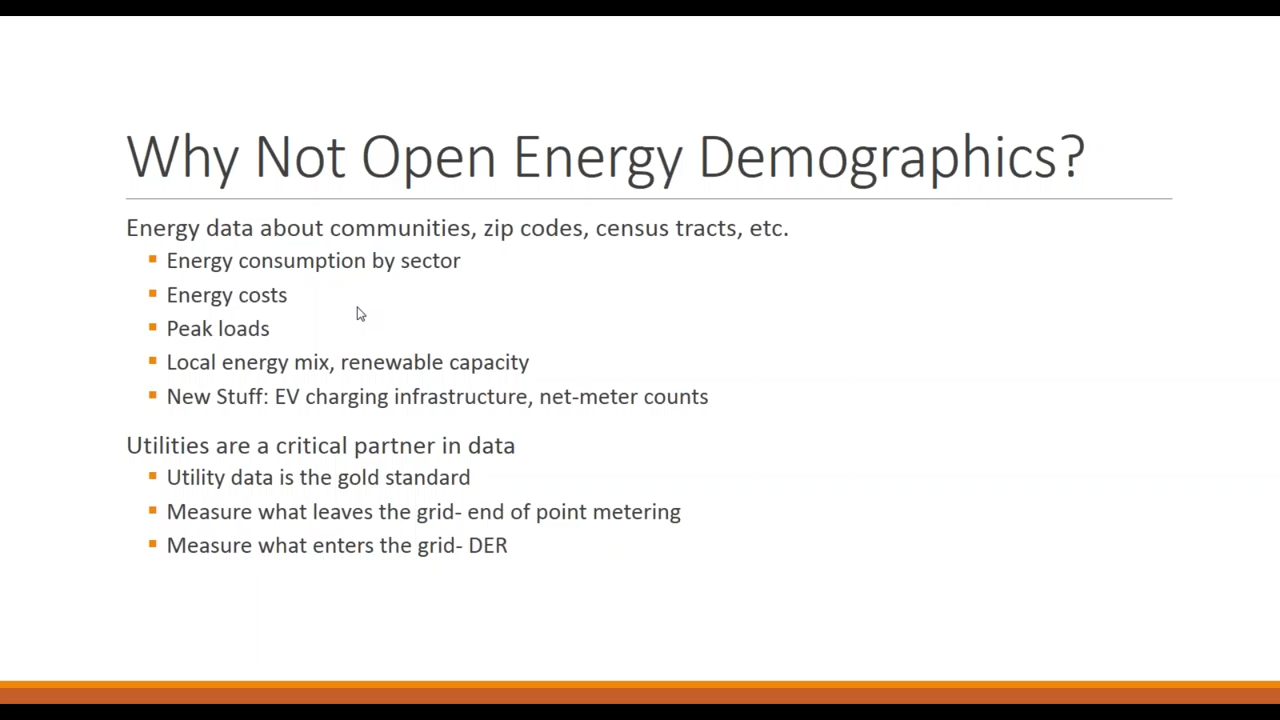 Why Not Open Energy Demographics?
Energy data about communities, zip codes, census tracts, etc.
Energy consumption by sector
Energy costs
Peak loads
Local energy mix, renewable capacity
New Stuff: EV charging infrastructure, net-meter counts
Utilities are a critical partner in data
Utility data is the gold standard
Measure what leaves the grid- end of point metering
Measure what enters the grid- DER